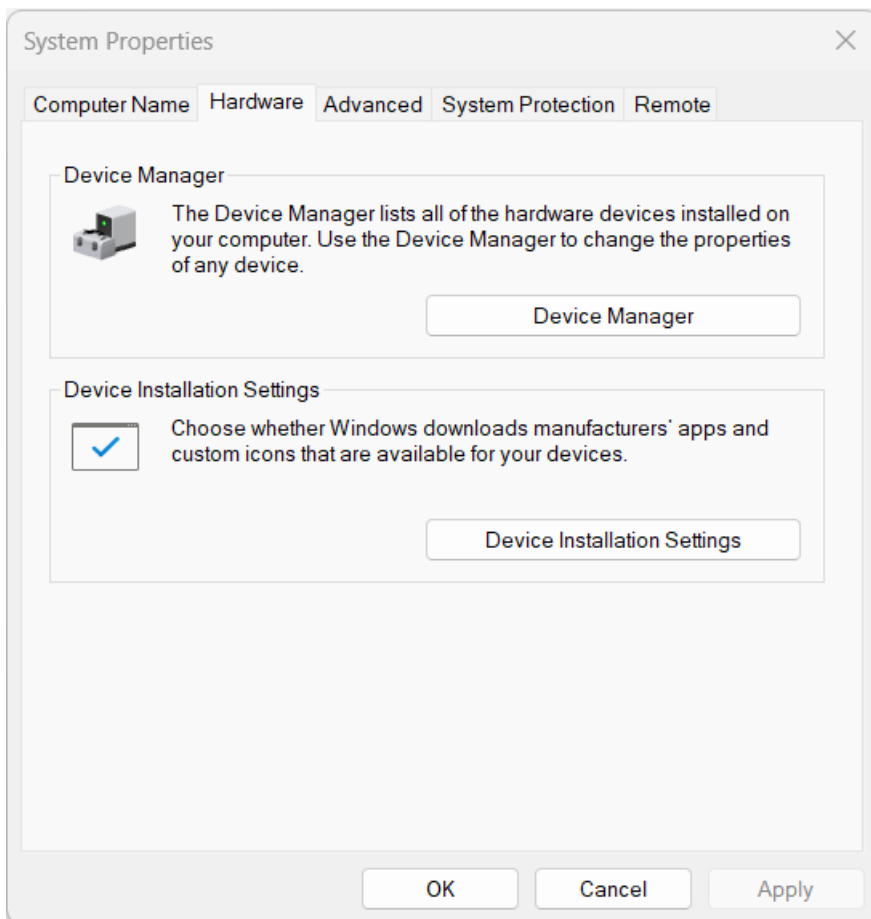 System Properties
Computer Name Hardware Advanced System Protection Remote
Device Manager
The Device Manager lists all of the hardware devices installed on
your computer. Use the Device Manager to change the properties
of any device.
Device Manager
Device Installation Settings
Choose whether Windows downloads manufacturers' apps and
custom icons that are available for your devices.
Device Installation Settings
OK Cancel Apply